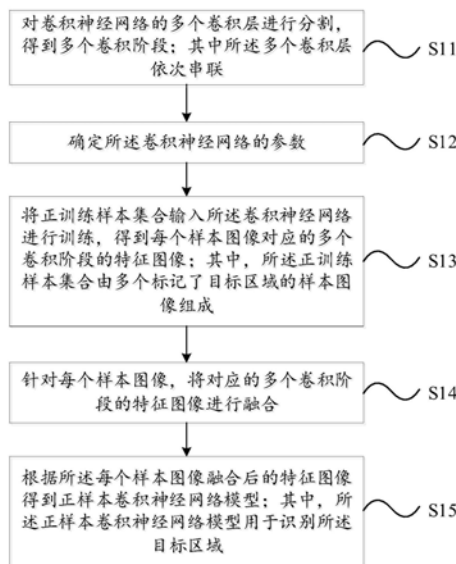 对卷积神经网络的多个卷积层进行分割，
得到多个卷积阶段；其中所述多个卷积层
依次串联
S11
确定所述卷积神经网络的参数
S12
将正训练样本集合输入所述卷积神经网络
进行训练，得到每个样本图像对应的多个
卷积阶段的特征图像；其中，所述正训练
样本集合由多个标记了目标区域的样本图
像组成
S13
针对每个样本图像，将对应的多个卷积阶
段的特征图像进行融合
S14
根据所述每个样本图像融合后的特征图像
得到正样本卷积神经网络模型；其中，所
述正样本卷积神经网络模型用于识别所述
目标区域
S15